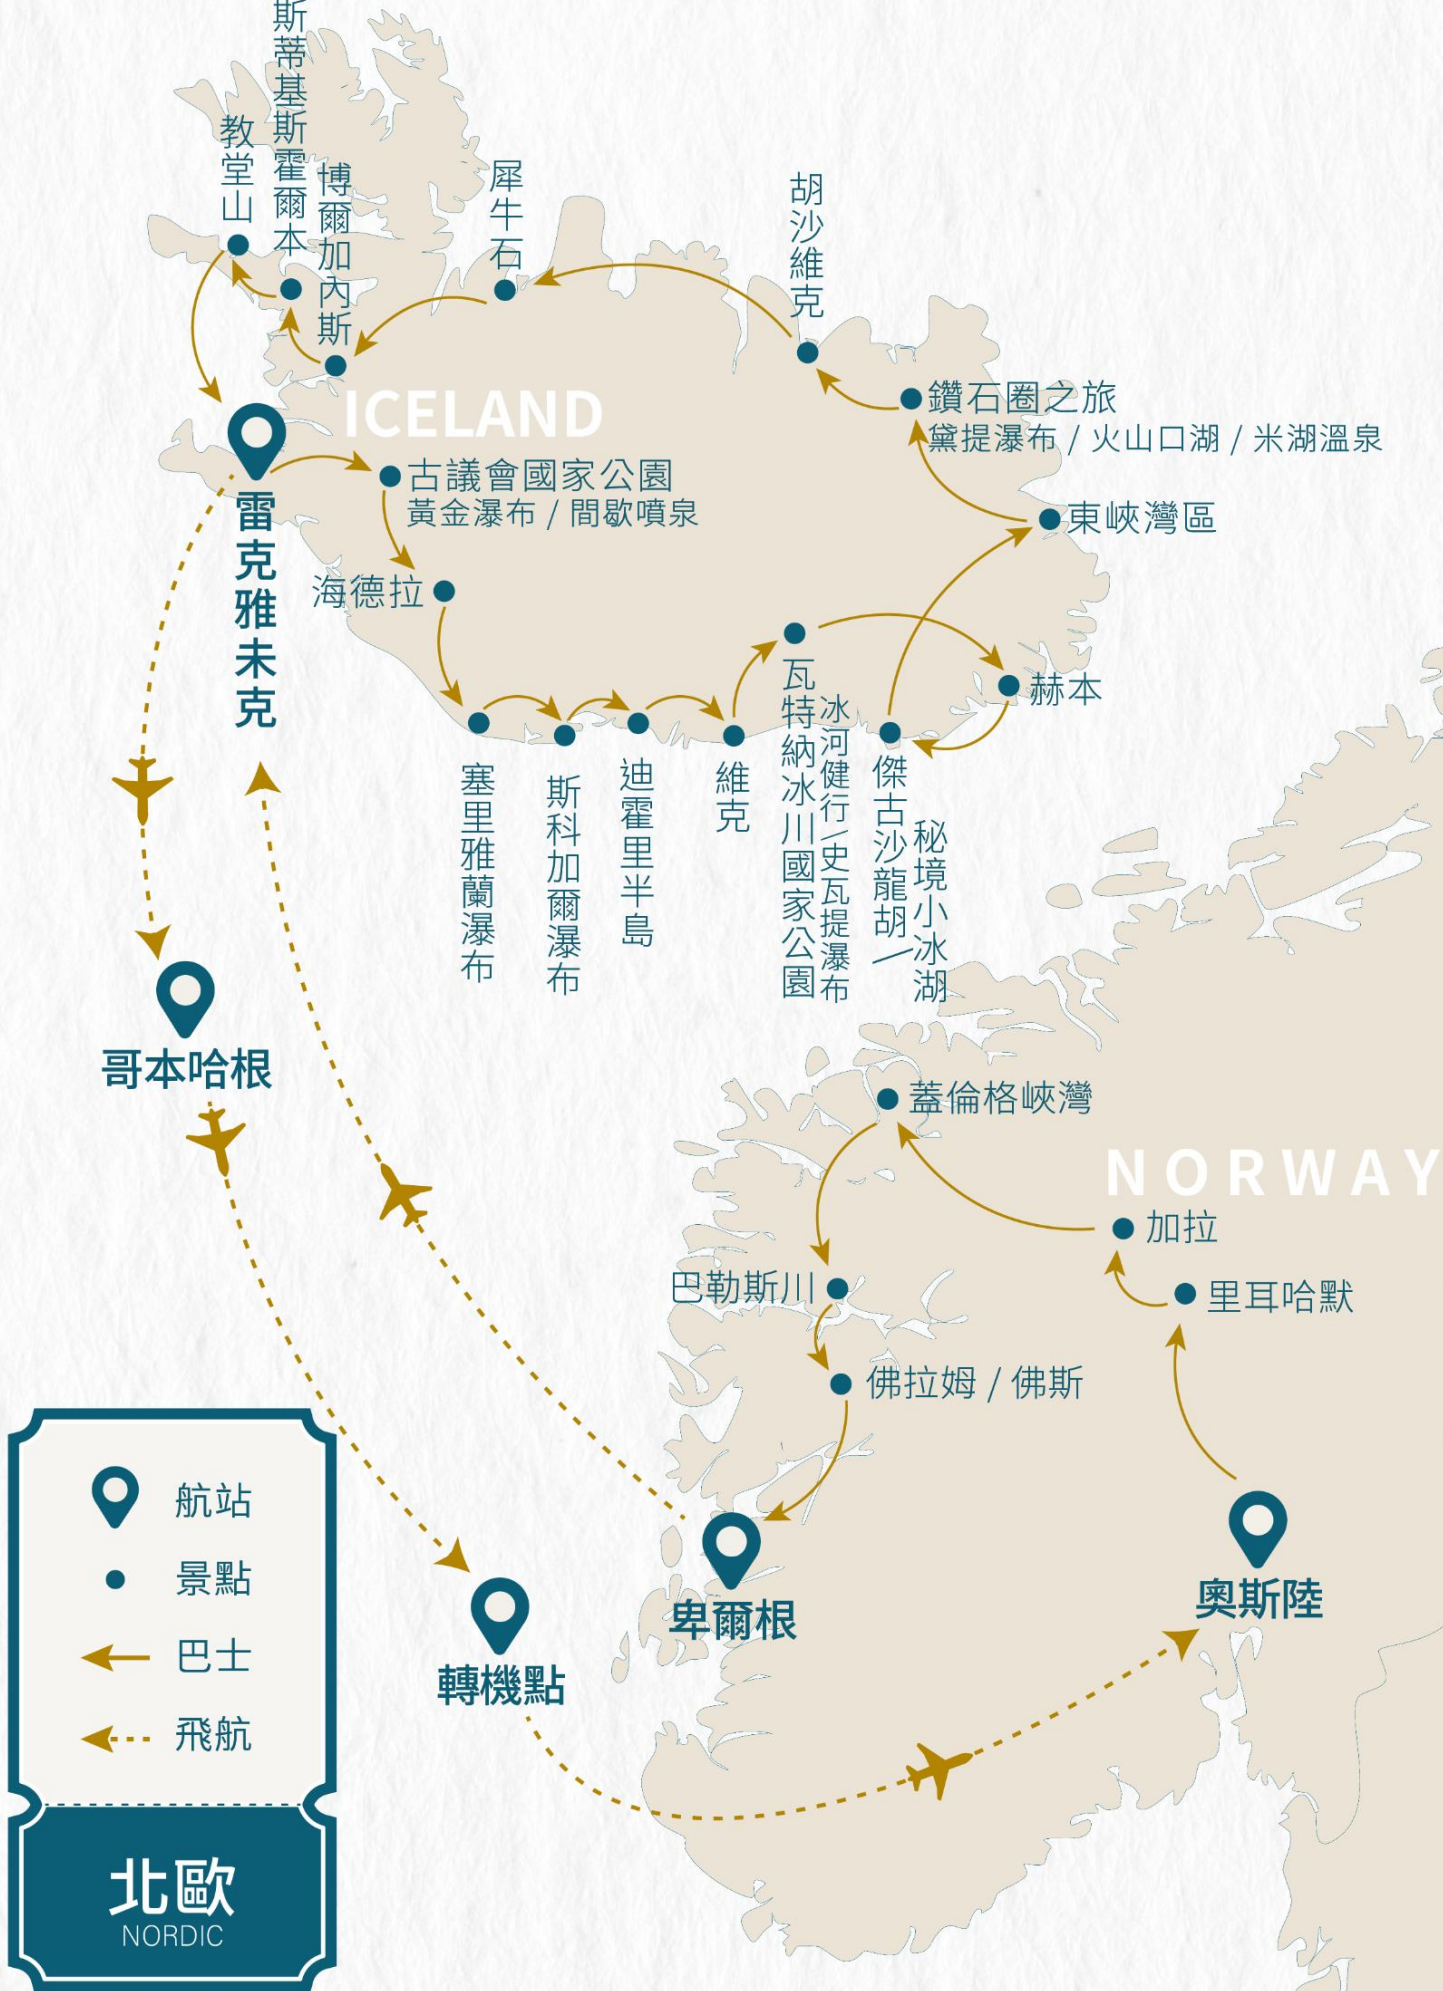 斯蒂基斯霍爾本
教堂山
博爾加內斯
犀牛石
胡沙維克
ICELAND
鑽石圈之旅
黛提瀑布 / 火山口湖 / 米湖溫泉
古議會國家公園
黃金瀑布 / 間歇噴泉
東峽灣區
雷克雅未克
海德拉
赫本
塞里雅蘭瀑布
斯科加爾瀑布
迪霍里半島
維克
瓦特納冰川國家公園
冰河健行/史瓦提瀑布
傑古沙龍胡/
秘境小冰湖
哥本哈根
蓋倫格峽灣
NORWAY
加拉
巴勒斯川
里耳哈默
佛拉姆 / 佛斯
卑爾根
奧斯陸
轉機點
航站
景點
巴士
飛航
北歐
NORDIC